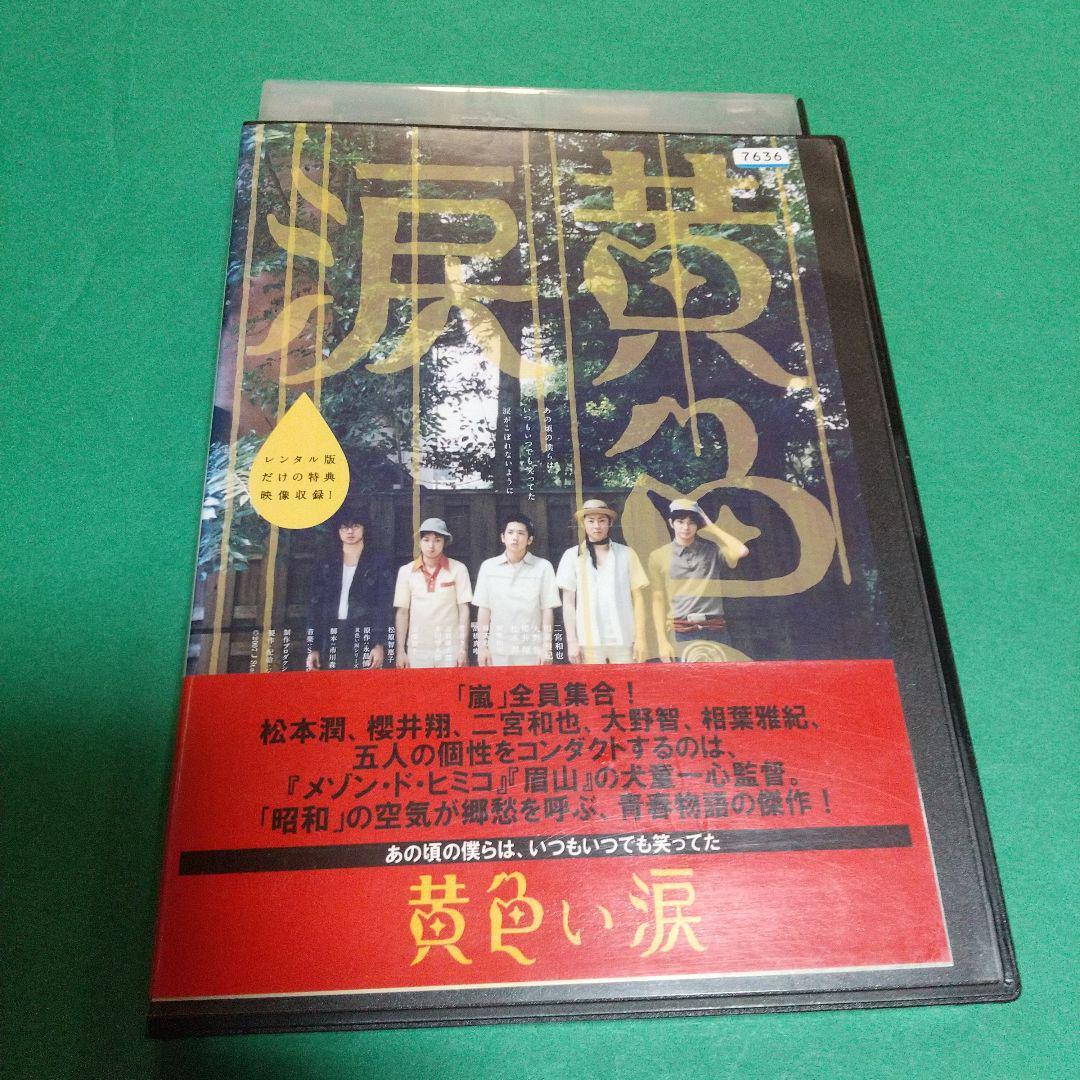 7636
黄色い
涙
あの頃の僕らは、
いつもいつでも笑ってた
涙がこぼれないように
レンタル版
だけの特典
映像収録!
二宮和也
松原智恵子
「嵐」全員集合!
松本潤、櫻井翔、二宮和也、大野智、相葉雅紀、
五人の個性をコンダクトするのは、
『メゾン・ド・ヒミコ』『眉山』の犬童一心監督。
「昭和」の空気が郷愁を呼ぶ、青春物語の傑作!
あの頃の僕らは、いつもいつでも笑ってた
黄色い涙